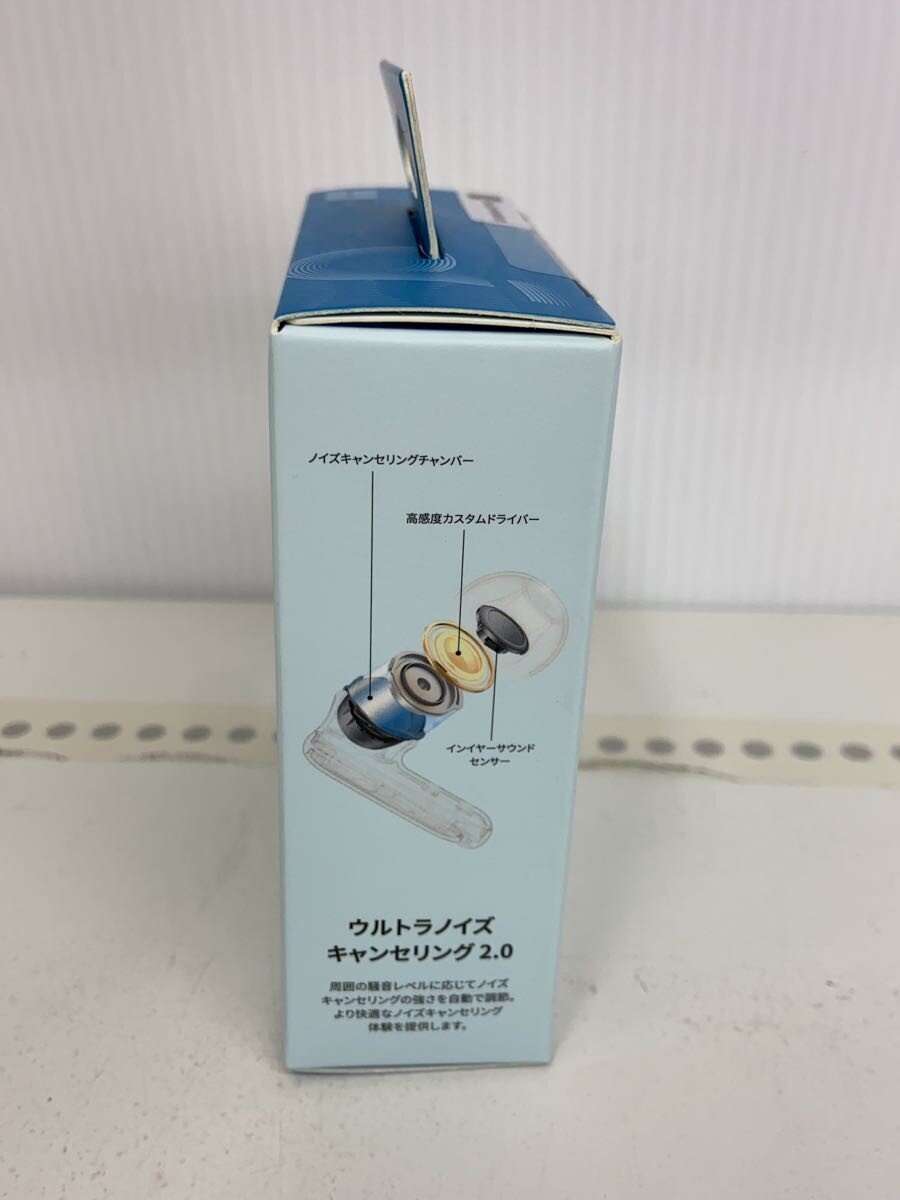 ノイズキャンセリングチャンバー
高感度カスタムドライバー
インイヤーサウンド
センサー
ウルトラノイズ
キャンセリング 2.0
周囲の騒音レベルに応じてノイズ
キャンセリングの強さを自動で調節。
より快適なノイズキャンセリング
体験を提供します。